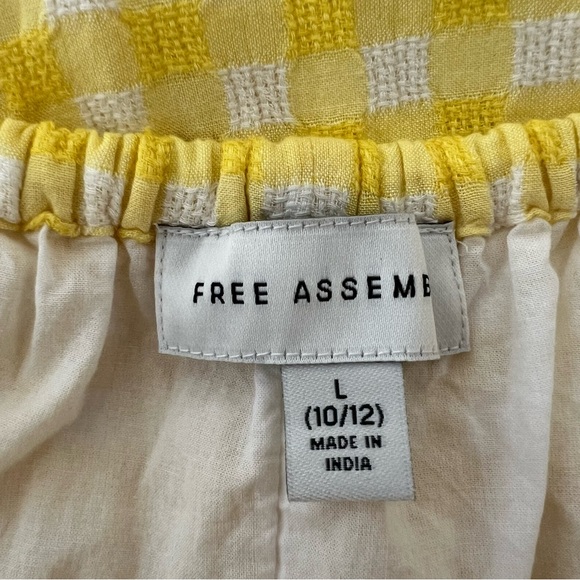 FREE ASSEMB
L
(10/12)
MADE IN
INDIA